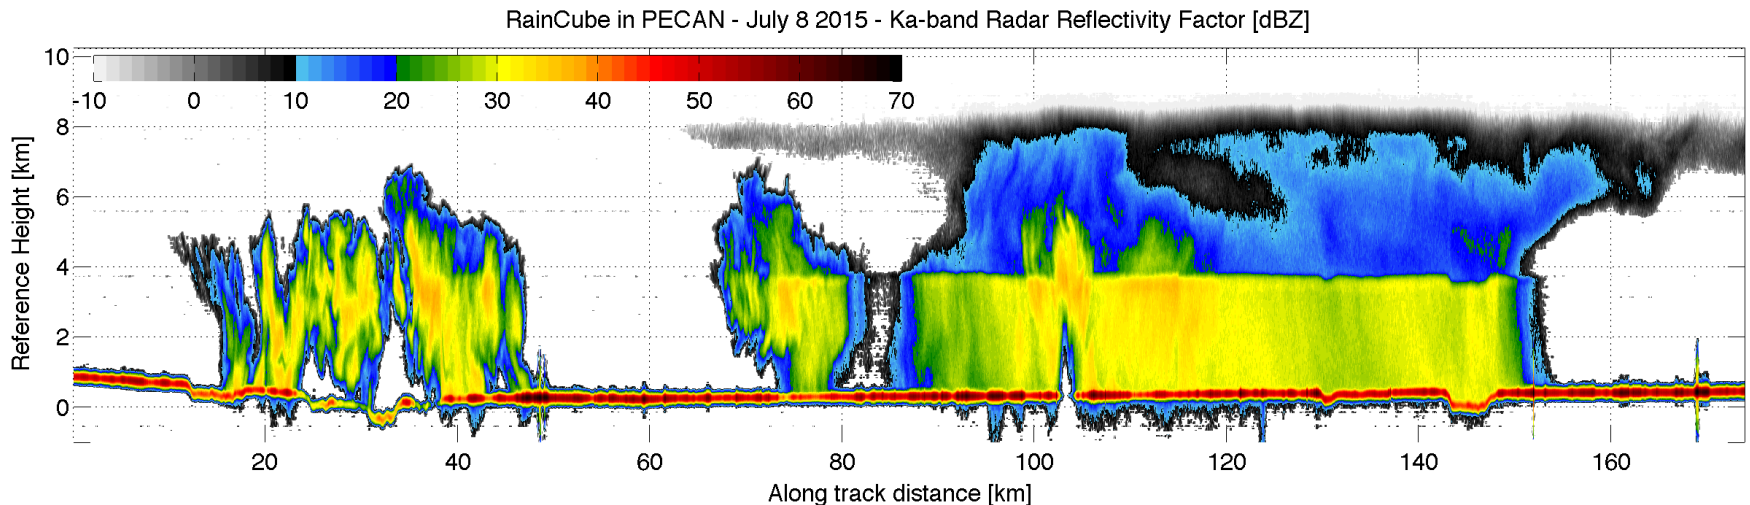 RainCube in PECAN - July 8 2015 - Ka-band Radar Reflectivity Factor [dBZ]
10
-10 0 10 20 30 40 50 60 70
8
6
4
2
0
Reference Height [km]
20 40 60 80 100 120 140 160
Along track distance [km]